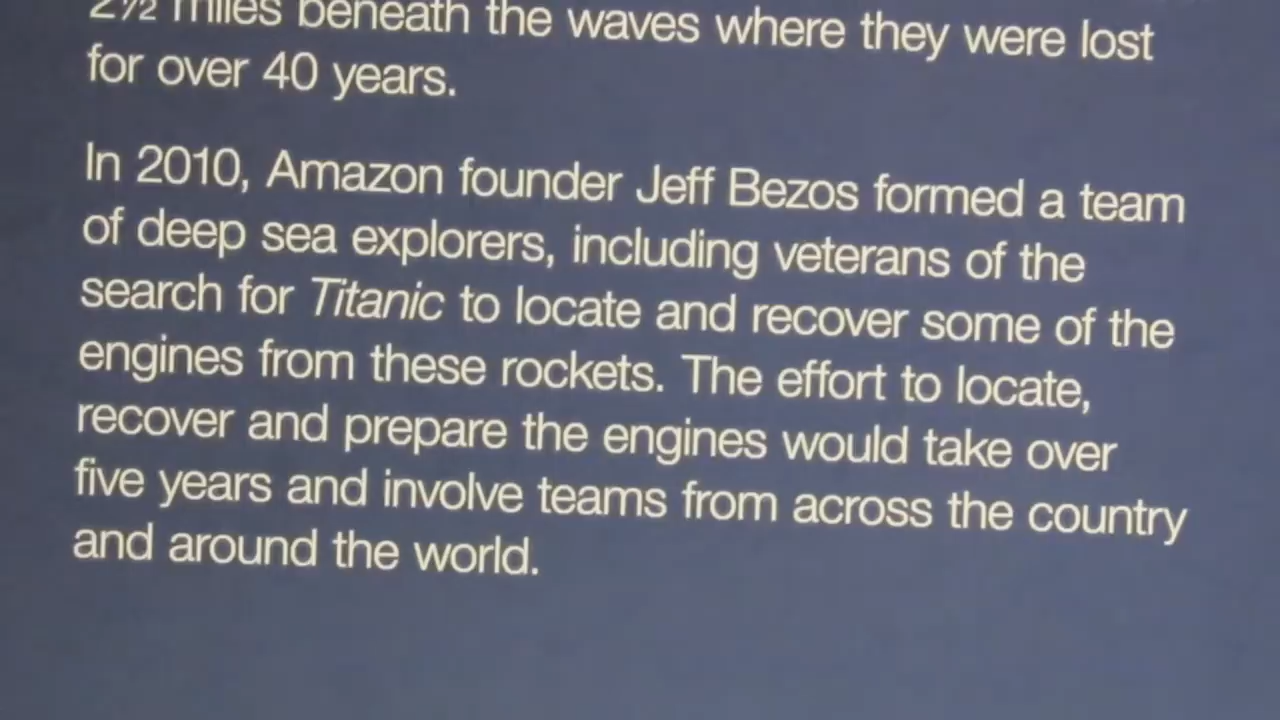 2½ miles beneath the waves where they were lost
for over 40 years.
In 2010, Amazon founder Jeff Bezos formed a team
of deep sea explorers, including veterans of the
search for Titanic to locate and recover some of the
engines from these rockets. The effort to locate,
recover and prepare the engines would take over
five years and involve teams from across the country
and around the world.